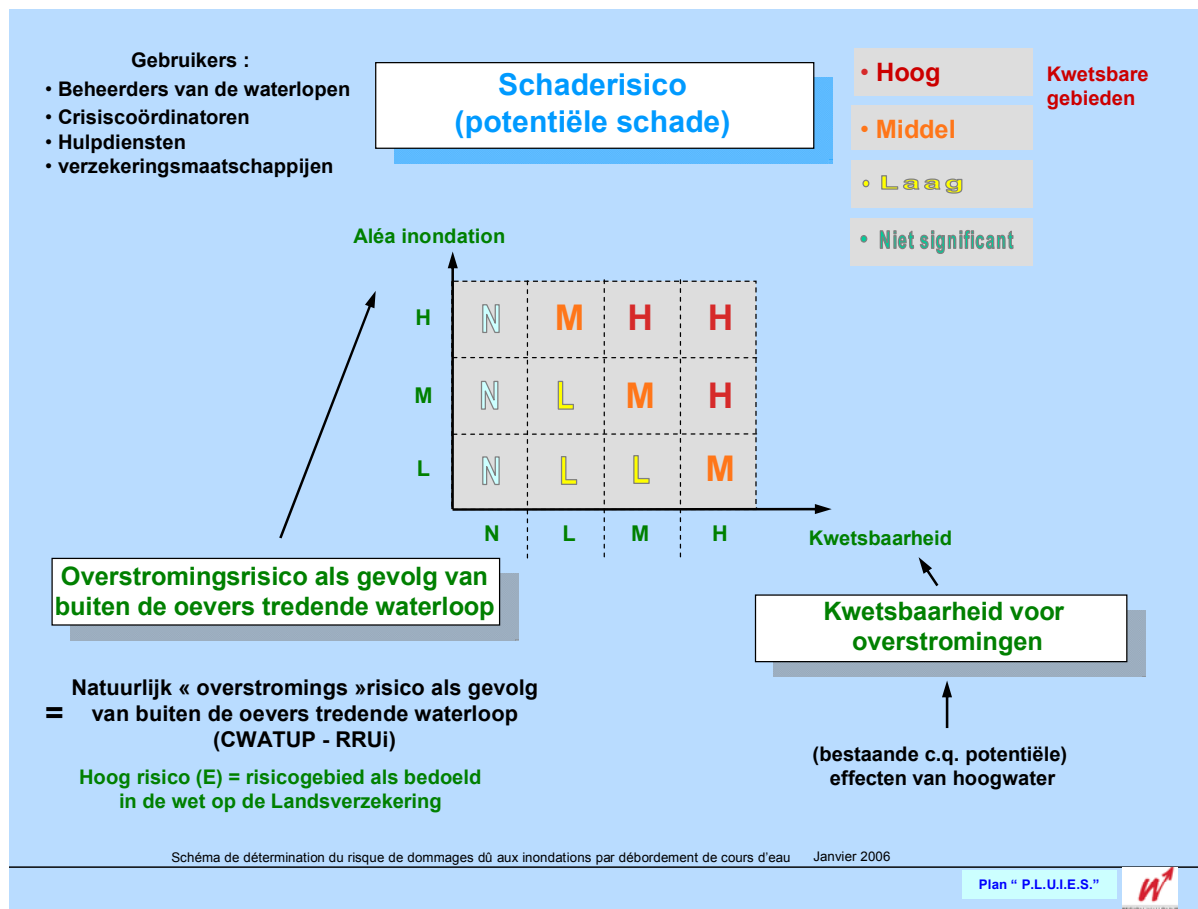 Gebruikers :
• Beheerders van de waterlopen
• Crisiscoördinatoren
• Hulpdiensten
• verzekeringsmaatschappijen
Schaderisico
(potentiële schade)
• Hoog
• Middel
• Laag
• Niet significant
Kwetsbare
gebieden
Aléa inondation
H N M H H
M N L M H
L N L L M
N L M H
Kwetsbaarheid
Overstromingsrisico als gevolg van
buiten de oevers tredende waterloop
Kwetsbaarheid voor
overstromingen
= Natuurlijk « overstromings »risico als gevolg
van buiten de oevers tredende waterloop
(CWATUP - RRUi)
Hoog risico (E) = risicogebied als bedoeld
in de wet op de Landsverzekering
(bestaande c.q. potentiële)
effecten van hoogwater
Schéma de détermination du risque de dommages dû aux inondations par débordement de cours d'eau Janvier 2006
Plan “ P.L.U.I.E.S.”